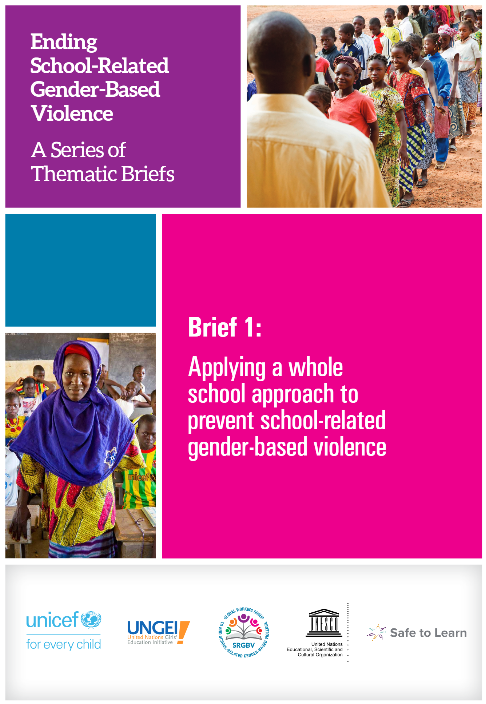 Ending
School-Related
Gender-Based
Violence
A Series of
Thematic Briefs
Brief 1:
Applying a whole
school approach to
prevent school-related
gender-based violence
unicef
for every child
UNGEI
United Nations Girls'
Education Initiative
SRGBV
United Nations
Educational, Scientific and
Cultural Organization
Safe to Learn